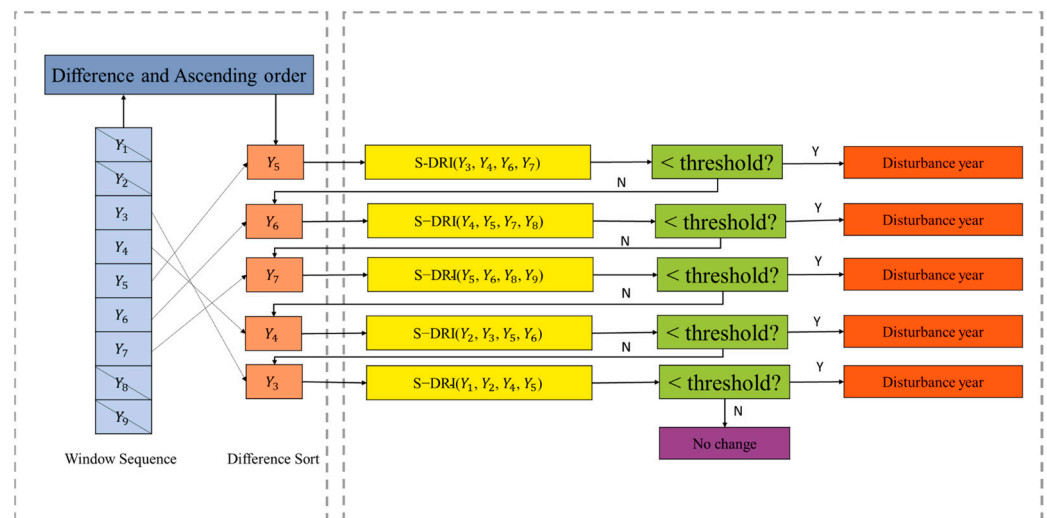 Difference and Ascending order
Y₁
Y₂
Y₃
Y₄
Y₅
Y₆
Y₇
Y₈
Y₉
Window Sequence
Y₅
Y₆
Y₇
Y₄
Y₃
Difference Sort
S-DRI(Y₃, Y₄, Y₆, Y₇)
< threshold?
Y
Disturbance year
N
S−DRI(Y₄, Y₅, Y₇, Y₈)
< threshold?
Y
Disturbance year
N
S−DRI(Y₅, Y₆, Y₈, Y₉)
< threshold?
Y
Disturbance year
N
S−DRI(Y₂, Y₃, Y₅, Y₆)
< threshold?
Y
Disturbance year
N
S−DRI(Y₁, Y₂, Y₄, Y₅)
< threshold?
Y
Disturbance year
N
No change